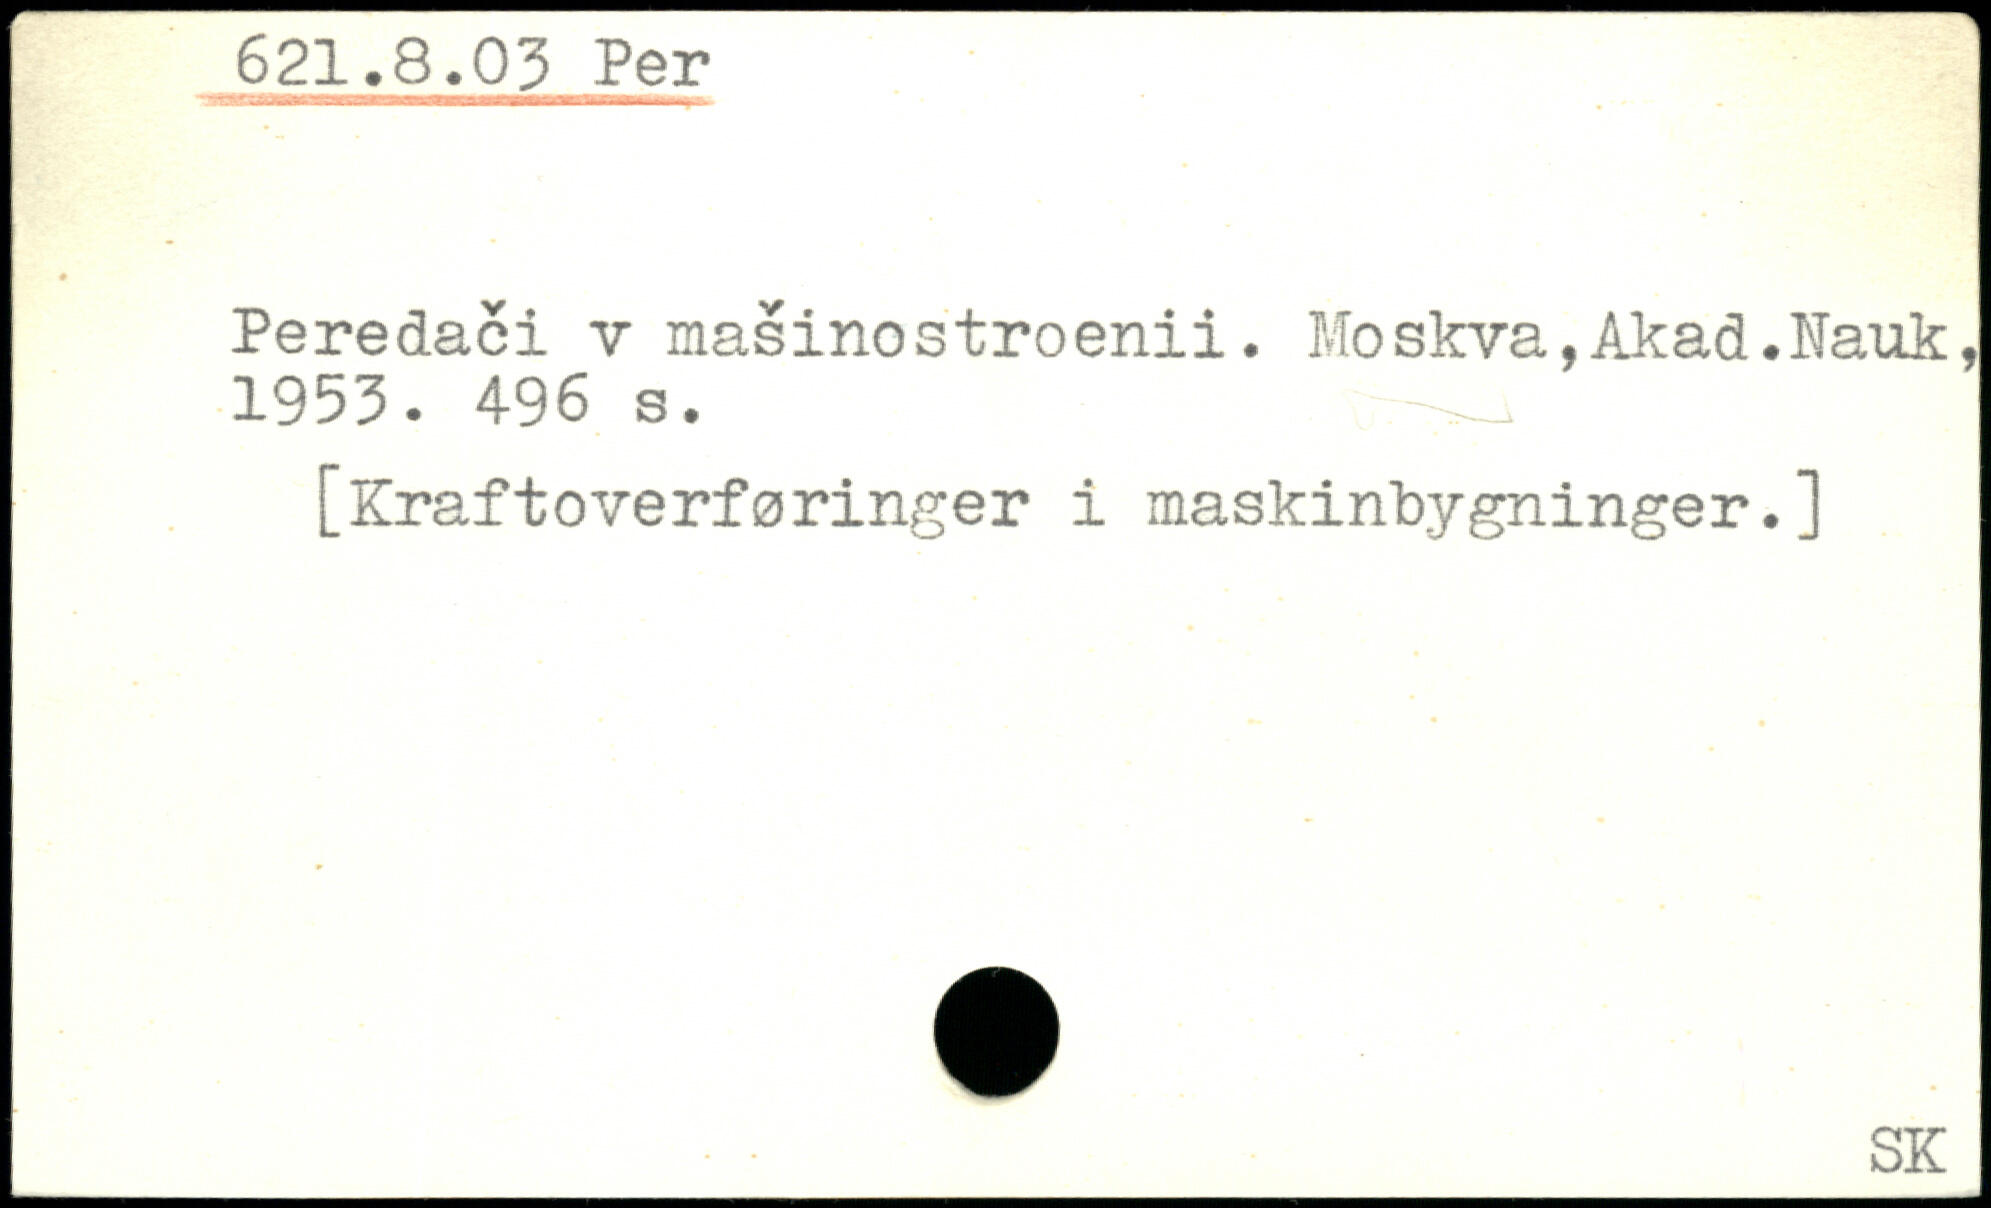 621.8.03 Per
Peredači v mašinostroenii. Moskva,Akad.Nauk,
1953. 496 s.
[Kraftoverføringer i maskinbygninger.]
SK